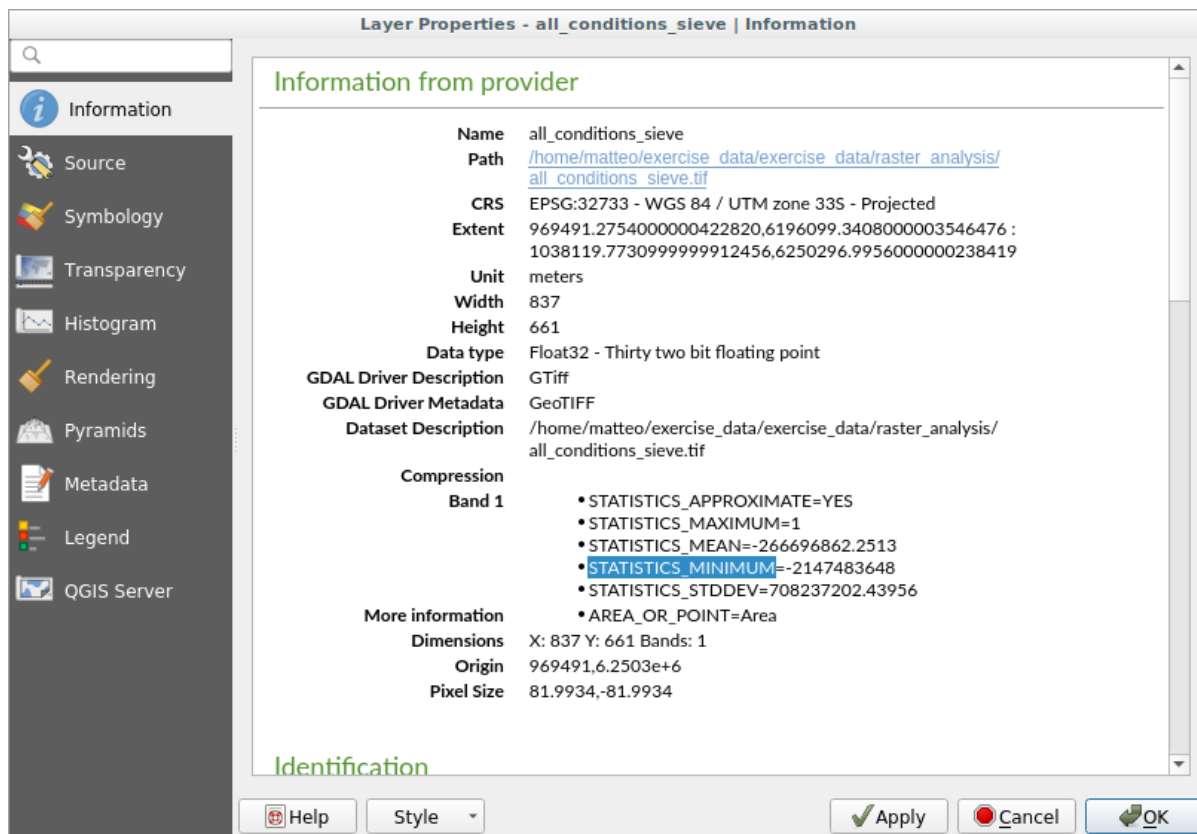 Layer Properties - all_conditions_sieve | Information
Information
Source
Symbology
Transparency
Histogram
Rendering
Pyramids
Metadata
Legend
QGIS Server
Information from provider
Name all_conditions_sieve
Path /home/matteo/exercise_data/exercise_data/raster_analysis/
all_conditions_sieve.tif
CRS EPSG:32733 - WGS 84 / UTM zone 33S - Projected
Extent 969491.2754000000422820,6196099.3408000003546476 :
1038119.7730999999912456,6250296.9956000000238419
Unit meters
Width 837
Height 661
Data type Float32 - Thirty two bit floating point
GDAL Driver Description GTiff
GDAL Driver Metadata GeoTIFF
Dataset Description /home/matteo/exercise_data/exercise_data/raster_analysis/
all_conditions_sieve.tif
Compression
Band 1 • STATISTICS_APPROXIMATE=YES
• STATISTICS_MAXIMUM=1
• STATISTICS_MEAN=-266696862.2513
• STATISTICS_MINIMUM=-2147483648
• STATISTICS_STDDEV=708237202.43956
More information • AREA_OR_POINT=Area
Dimensions X: 837 Y: 661 Bands: 1
Origin 969491,6.2503e+6
Pixel Size 81.9934,-81.9934
Identification
Help Style Apply Cancel OK